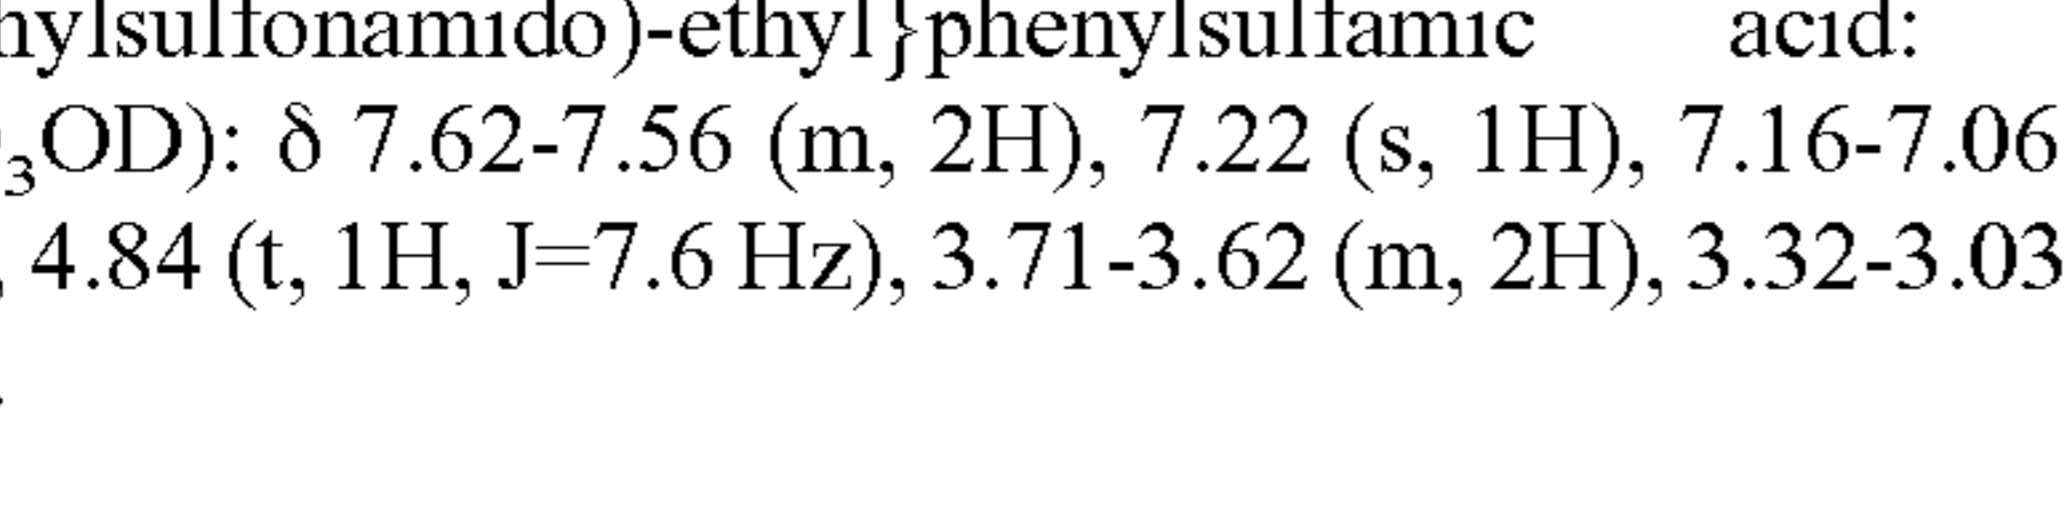 hylsulfonamido)-ethyl}phenylsulfamic acid:
₃OD): δ 7.62-7.56 (m, 2H), 7.22 (s, 1H), 7.16-7.06
, 4.84 (t, 1H, J=7.6 Hz), 3.71-3.62 (m, 2H), 3.32-3.03
.